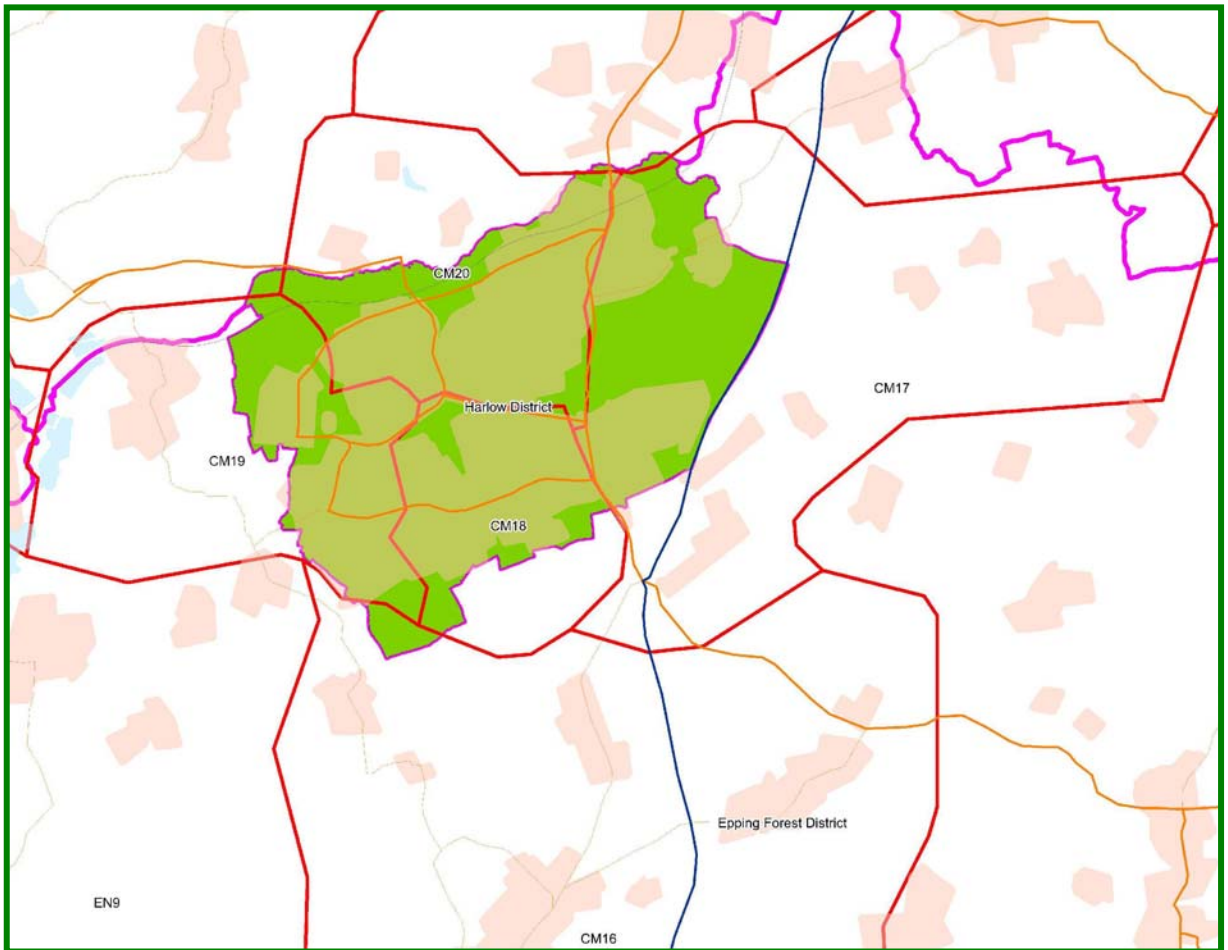 CM20
CM17
Harlow District
CM19
CM18
Epping Forest District
EN9
CM16